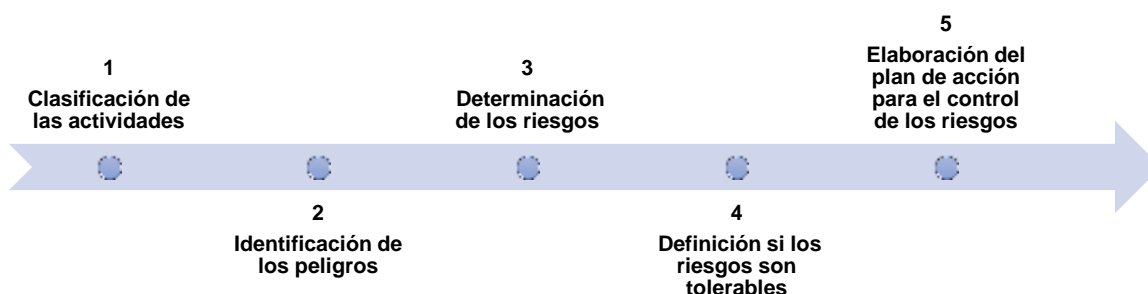 1
Clasificación de
las actividades
2
Identificación de
los peligros
3
Determinación
de los riesgos
4
Definición si los
riesgos son
tolerables
5
Elaboración del
plan de acción
para el control
de los riesgos